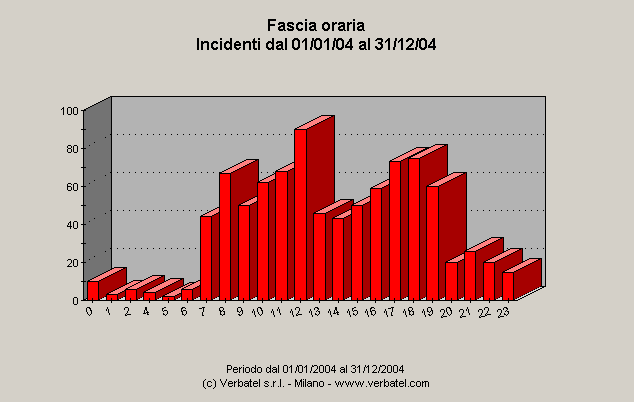 Fascia oraria
Incidenti dal 01/01/04 al 31/12/04
100
80
60
40
20
0
0 1 2 4 5 6 7 8 9 10 11 12 13 14 15 16 17 18 19 20 21 22 23
Periodo dal 01/01/2004 al 31/12/2004
(c) Verbatel s.r.l. - Milano - www.verbatel.com